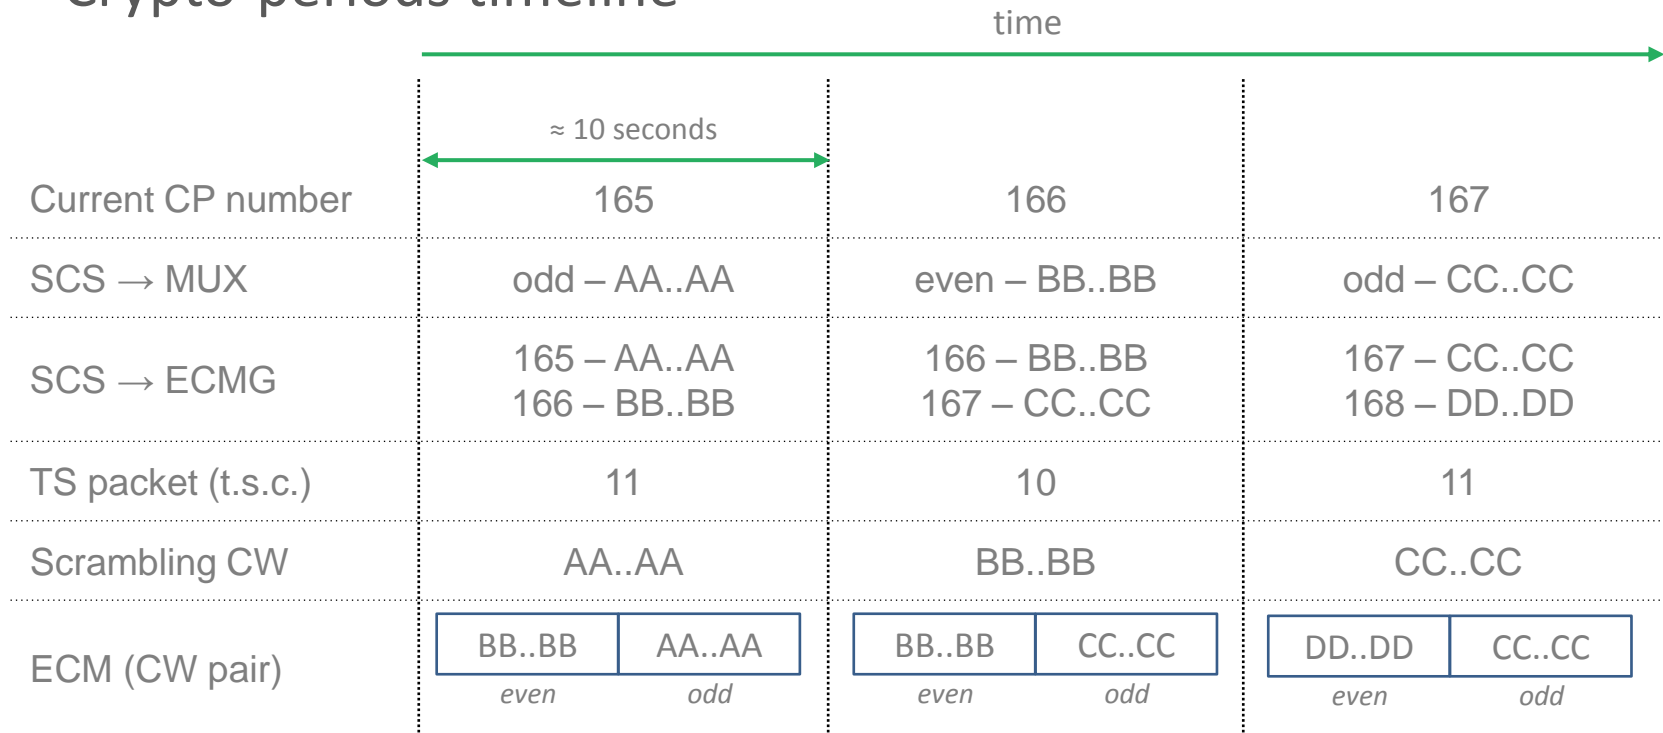 Crypto-periods timeline
time
≈ 10 seconds
Current CP number 165 166 167
SCS → MUX odd – AA..AA even – BB..BB odd – CC..CC
SCS → ECMG
165 – AA..AA 166 – BB..BB 167 – CC..CC
166 – BB..BB 167 – CC..CC 168 – DD..DD
TS packet (t.s.c.) 11 10 11
Scrambling CW AA..AA BB..BB CC..CC
ECM (CW pair) BB..BB AA..AA BB..BB CC..CC DD..DD CC..CC
even odd even odd even odd